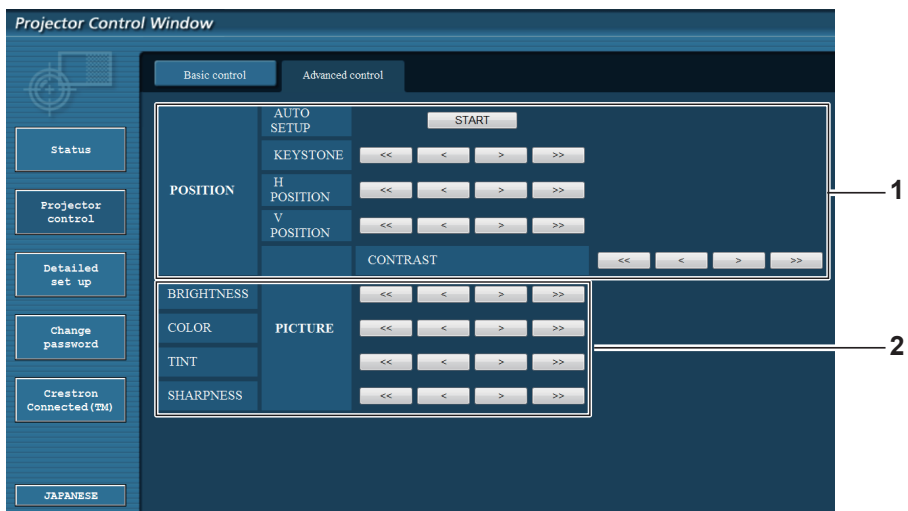 Projector Control Window
Basic control
Advanced control
Status
Projector
control
Detailed
set up
Change
password
Crestron
Connected(TM)
JAPANESE
POSITION
AUTO
SETUP
START
KEYSTONE << < > >>
H
POSITION << < > >>
V
POSITION << < > >>
CONTRAST << < > >>
1
PICTURE
BRIGHTNESS << < > >>
COLOR << < > >>
TINT << < > >>
SHARPNESS << < > >>
2